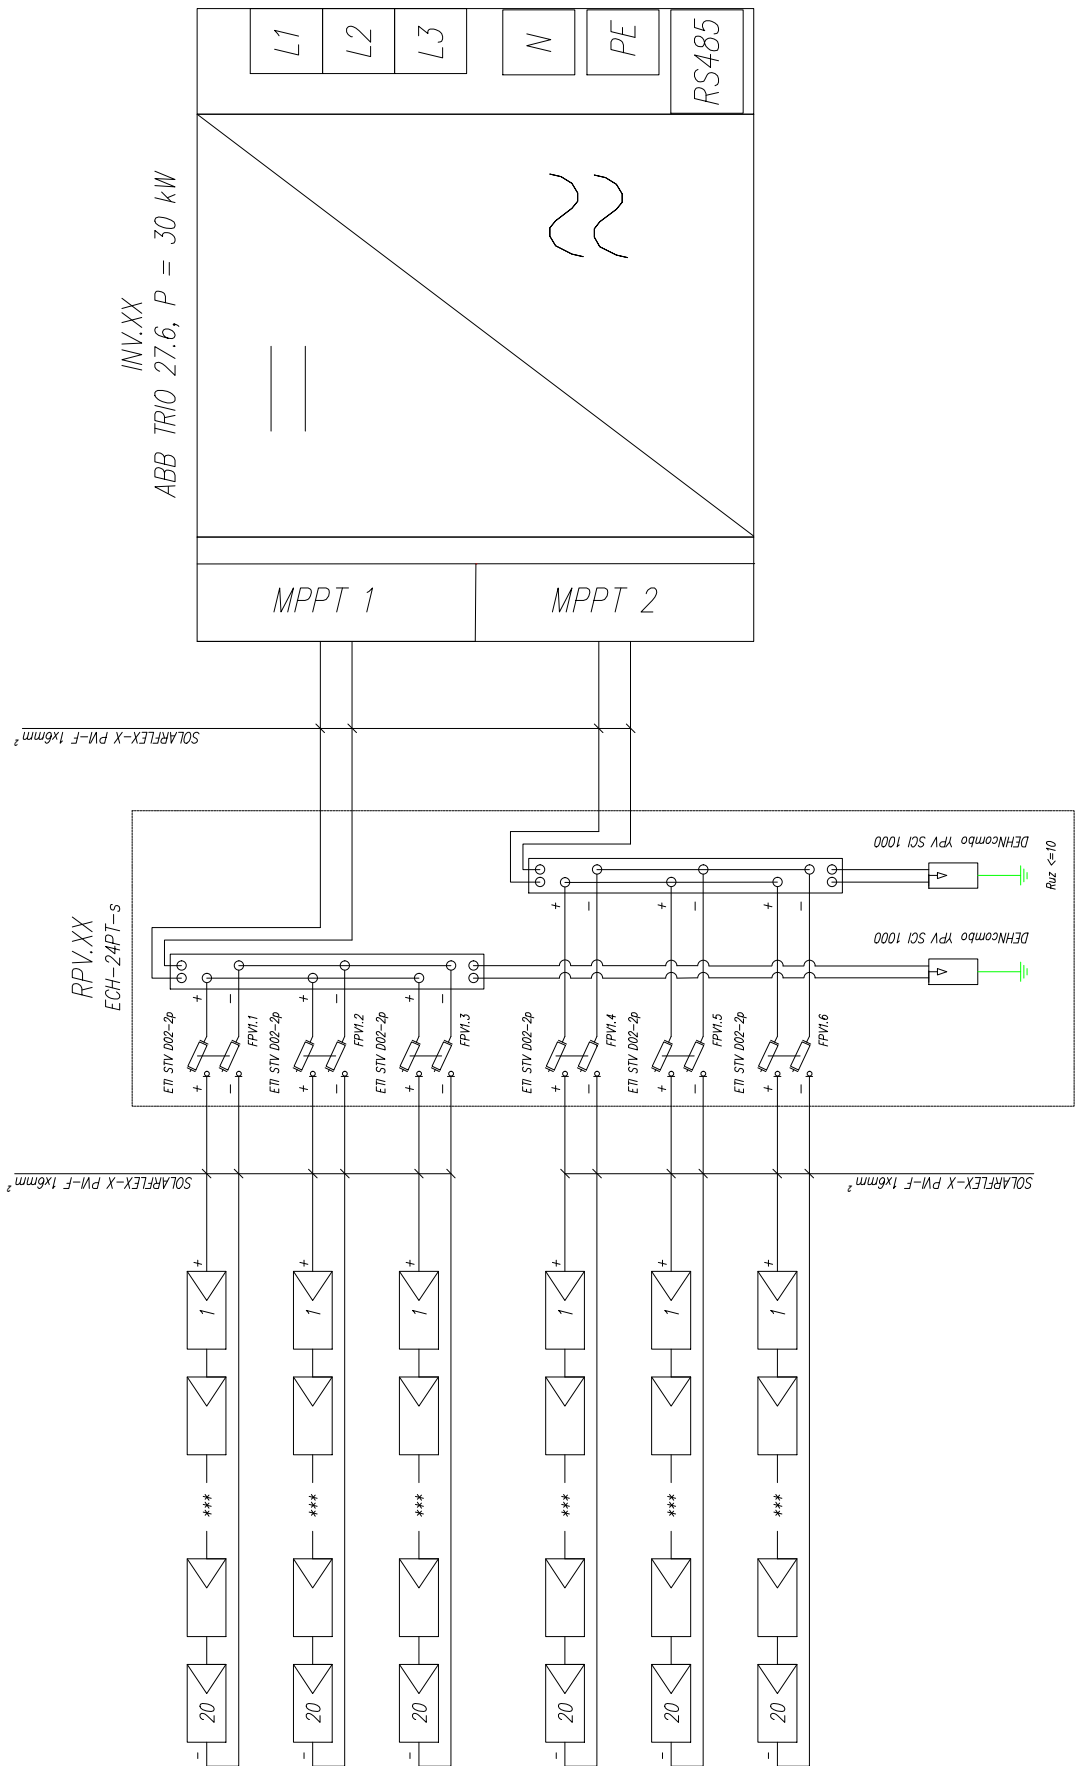 L1
L2
L3
N
PE
RS485
INV.XX
ABB TRIO 27.6, P = 30 kW
MPPT 1
MPPT 2
SOLARFLEX-X PVI-F 1x6mm²
RPV.XX
ECH-24PT-s
DEHNcombo YPV SCI 1000
Ruz <=10
DEHNcombo YPV SCI 1000
+
-
+
-
+
-
+
-
+
-
+
-
ETI STV D02-2p
FPV1.1
ETI STV D02-2p
FPV1.2
ETI STV D02-2p
FPV1.3
ETI STV D02-2p
FPV1.4
ETI STV D02-2p
FPV1.5
ETI STV D02-2p
FPV1.6
+
-
+
-
+
-
+
-
+
-
+
-
SOLARFLEX-X PVI-F 1x6mm²
SOLARFLEX-X PVI-F 1x6mm²
+
+
+
+
+
+
1
1
1
1
1
1
***
***
***
***
***
***
20
20
20
20
20
20
-
-
-
-
-
-